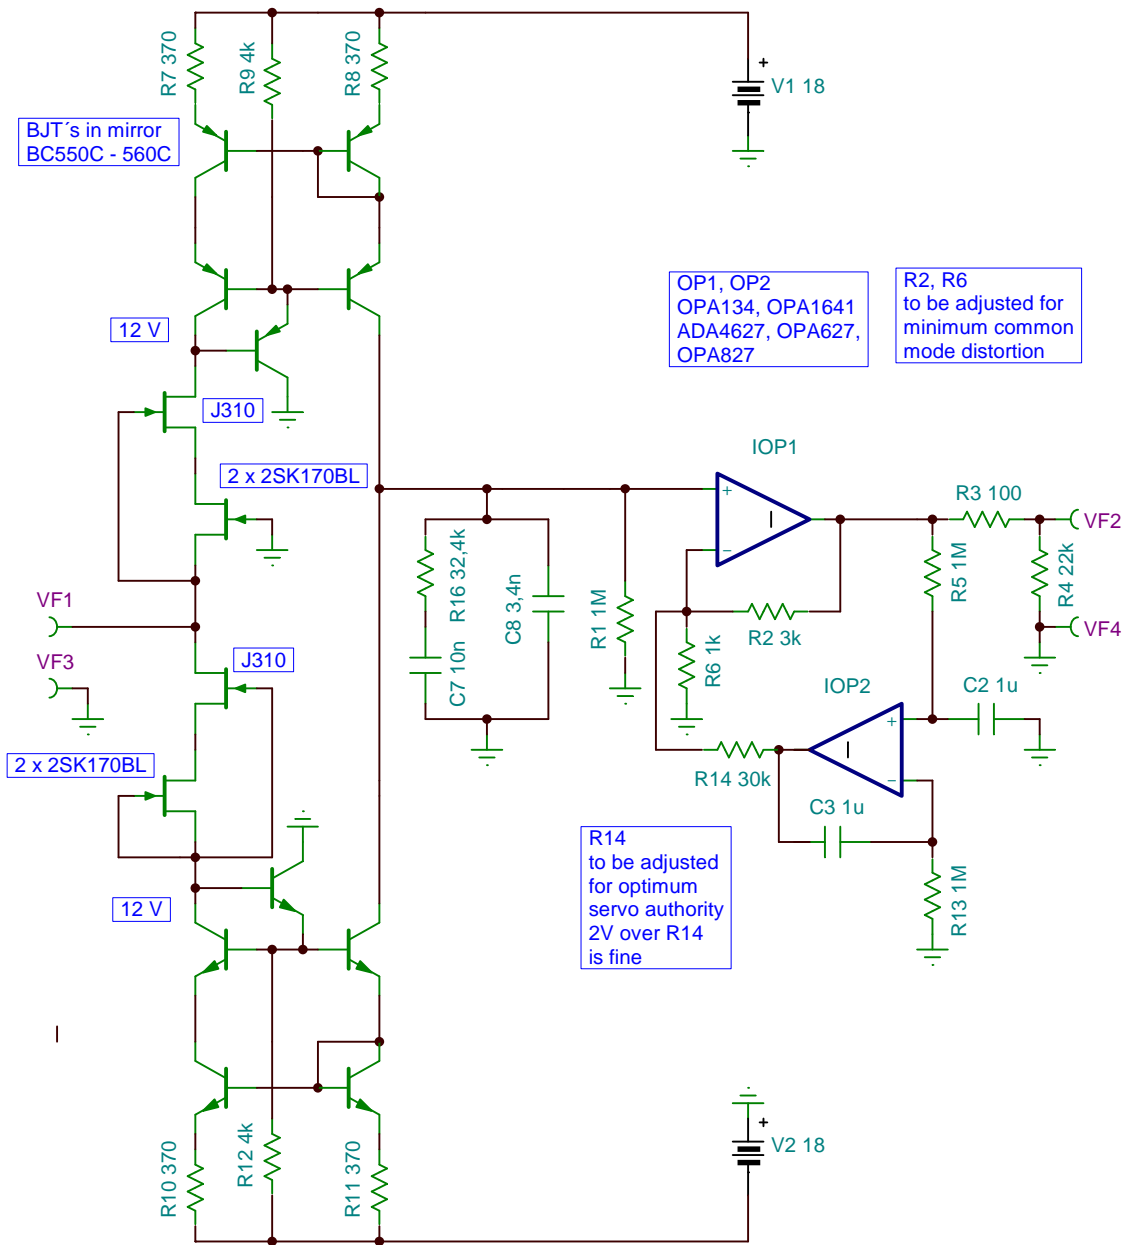 R7 370
R9 4k
R8 370
V1 18
+
BJT´s in mirror
BC550C - 560C
OP1, OP2
OPA134, OPA1641
ADA4627, OPA627,
OPA827
R2, R6
to be adjusted for
minimum common
mode distortion
12 V
J310
IOP1
2 x 2SK170BL
+
−
R3 100
VF2
R16 32,4k
C8 3,4n
R1 1M
R5 1M
R4 22k
VF1
R2 3k
VF4
C7 10n
R6 1k
VF3
J310
IOP2
C2 1u
+
−
2 x 2SK170BL
R14 30k
C3 1u
R14
to be adjusted
for optimum
servo authority
2V over R14
is fine
R13 1M
12 V
+
V2 18
R10 370
R12 4k
R11 370